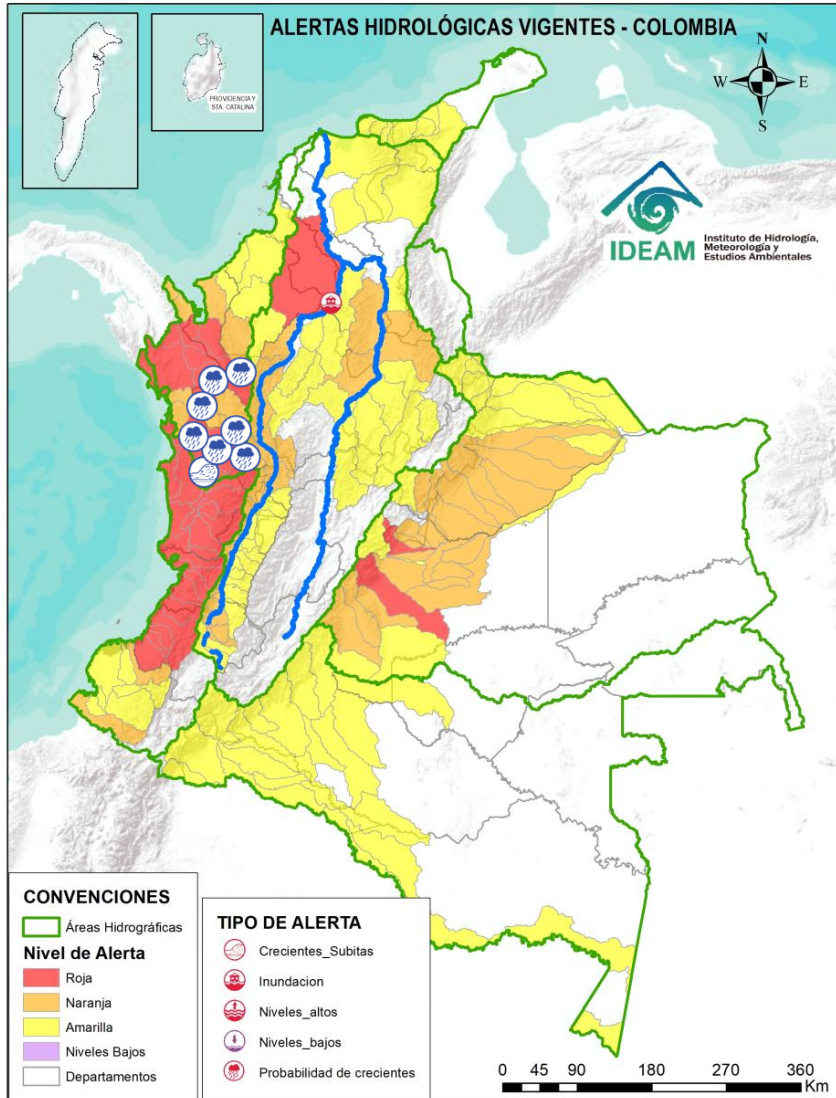 ALERTAS HIDROLÓGICAS VIGENTES - COLOMBIA
PROVIDENCIA Y
STA. CATALINA
N
W
E
S
IDEAM
Instituto de Hidrología,
Meteorología y
Estudios Ambientales
CONVENCIONES
Áreas Hidrográficas
Nivel de Alerta
Roja
Naranja
Amarilla
Niveles Bajos
Departamentos
TIPO DE ALERTA
Crecientes_Subitas
Inundacion
Niveles_altos
Niveles_bajos
Probabilidad de crecientes
0 45 90 180 270 360
Km